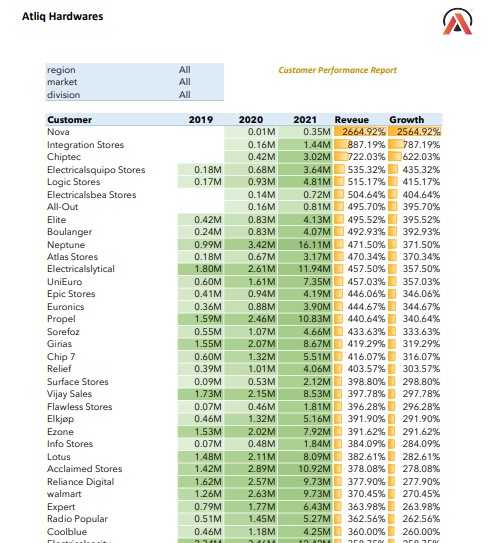 Atliq Hardwares
region All
market All
division All
Customer Performance Report
Customer 2019 2020 2021 Reveue Growth
Nova 0.01M 0.35M 2664.92% 2564.92%
Integration Stores 0.16M 1.44M 887.19% 787.19%
Chiptec 0.42M 3.02M 722.03% 622.03%
Electricalsquipo Stores 0.18M 0.68M 3.64M 535.32% 435.32%
Logic Stores 0.17M 0.93M 4.81M 515.17% 415.17%
Electricalsbea Stores 0.14M 0.72M 504.64% 404.64%
All-Out 0.16M 0.81M 495.70% 395.70%
Elite 0.42M 0.83M 4.13M 495.52% 395.52%
Boulanger 0.24M 0.83M 4.07M 492.93% 392.93%
Neptune 0.99M 3.42M 16.11M 471.50% 371.50%
Atlas Stores 0.18M 0.67M 3.17M 470.34% 370.34%
Electricalslytical 1.80M 2.61M 11.94M 457.50% 357.50%
UniEuro 0.60M 1.61M 7.35M 457.03% 357.03%
Epic Stores 0.41M 0.94M 4.19M 446.06% 346.06%
Euronics 0.36M 0.88M 3.90M 444.67% 344.67%
Propel 1.59M 2.46M 10.83M 440.64% 340.64%
Sorefoz 0.55M 1.07M 4.66M 433.63% 333.63%
Girias 1.55M 2.07M 8.67M 419.29% 319.29%
Chip 7 0.60M 1.32M 5.51M 416.07% 316.07%
Relief 0.39M 1.01M 4.06M 403.57% 303.57%
Surface Stores 0.09M 0.53M 2.12M 398.80% 298.80%
Vijay Sales 1.73M 2.15M 8.53M 397.78% 297.78%
Flawless Stores 0.07M 0.46M 1.81M 396.28% 296.28%
Elkjøp 0.46M 1.32M 5.16M 391.90% 291.90%
Ezone 1.53M 2.02M 7.92M 391.62% 291.62%
Info Stores 0.07M 0.48M 1.84M 384.09% 284.09%
Lotus 1.48M 2.11M 8.09M 382.61% 282.61%
Acclaimed Stores 1.42M 2.89M 10.92M 378.08% 278.08%
Reliance Digital 1.62M 2.57M 9.73M 377.90% 277.90%
walmart 1.26M 2.63M 9.73M 370.45% 270.45%
Expert 0.79M 1.77M 6.43M 363.98% 263.98%
Radio Popular 0.51M 1.45M 5.27M 362.56% 262.56%
Coolblue 0.46M 1.18M 4.25M 360.00% 260.00%